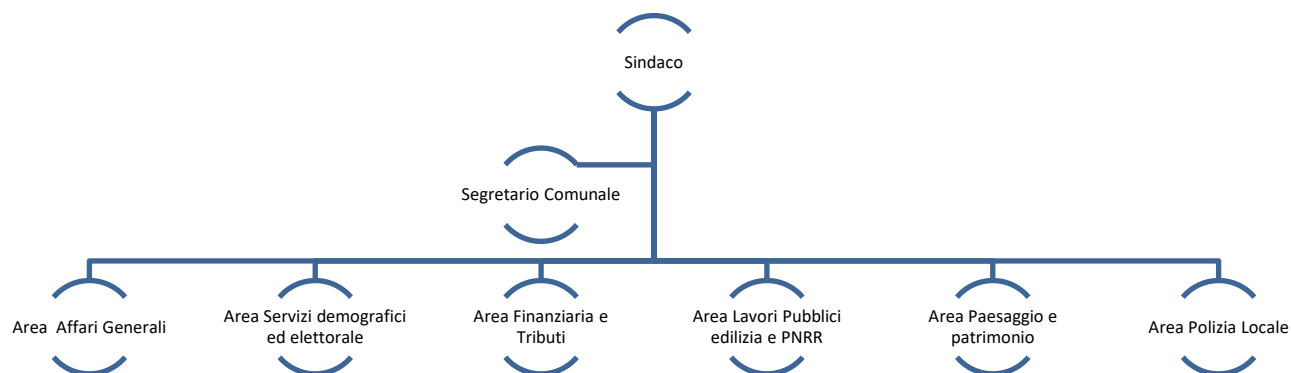 Sindaco
Segretario Comunale
Area  Affari Generali
Area Servizi demografici
ed elettorale
Area Finanziaria e
Tributi
Area Lavori Pubblici
edilizia e PNRR
Area Paesaggio e
patrimonio
Area Polizia Locale